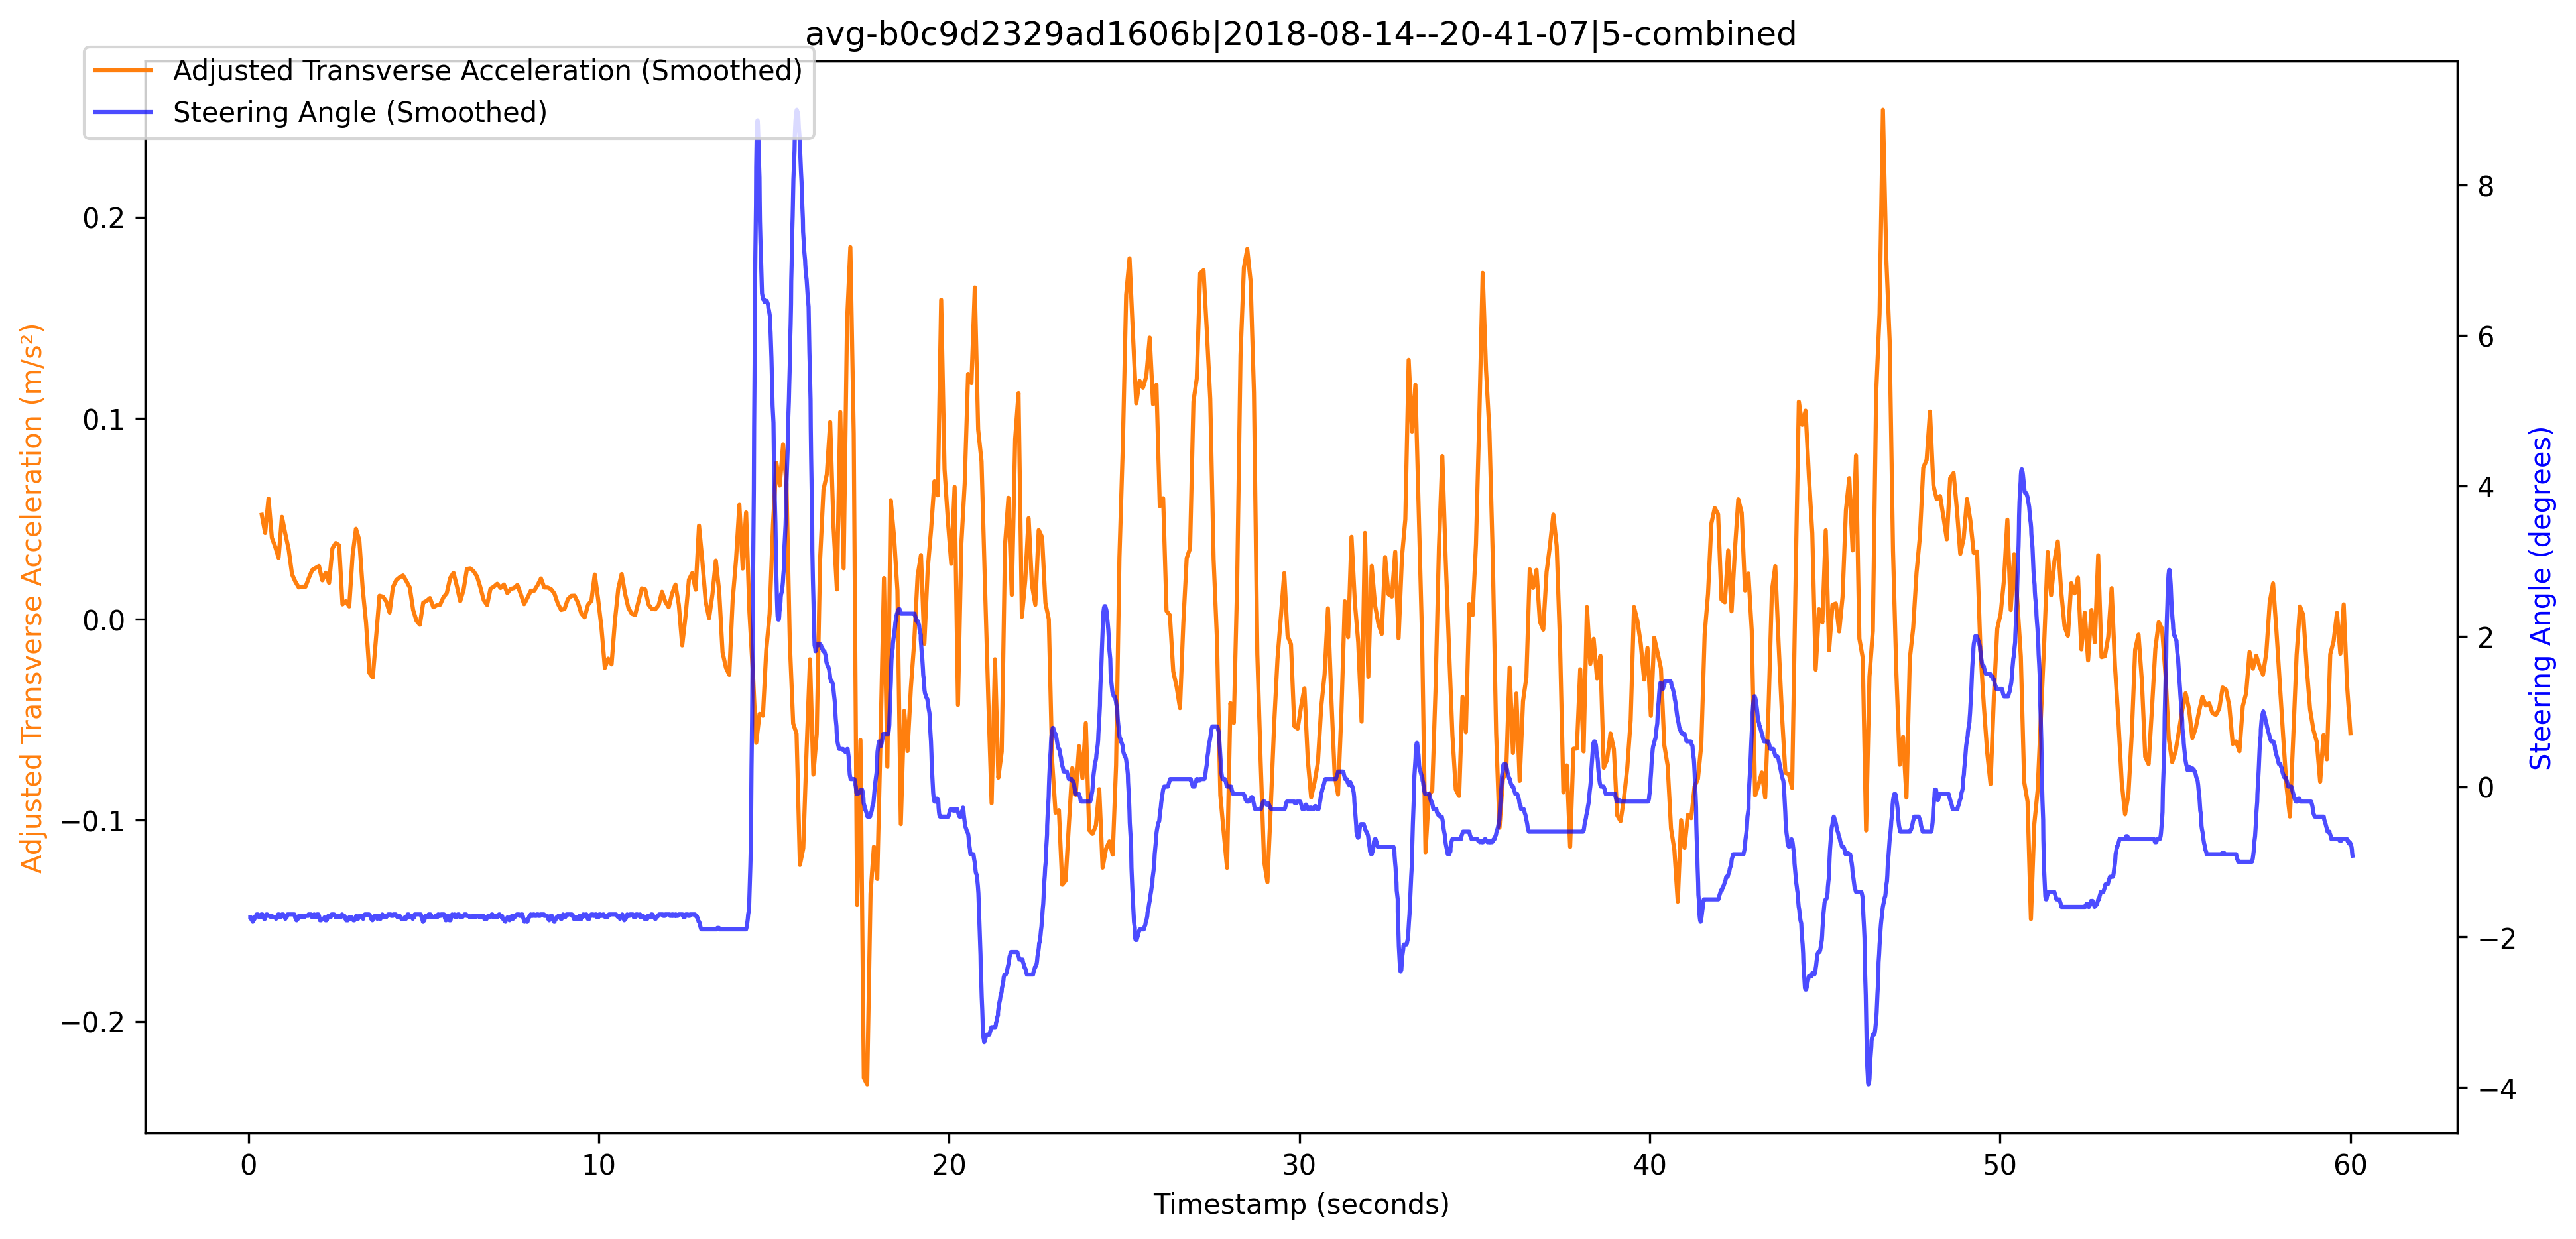 avg-b0c9d2329ad1606b|2018-08-14--20-41-07|5-combined
Adjusted Transverse Acceleration (Smoothed)
Steering Angle (Smoothed)
Adjusted Transverse Acceleration (m/s²)
0.2
0.1
0.0
−0.1
−0.2
8
6
4
2
0
−2
−4
Steering Angle (degrees)
0 10 20 30 40 50 60
Timestamp (seconds)